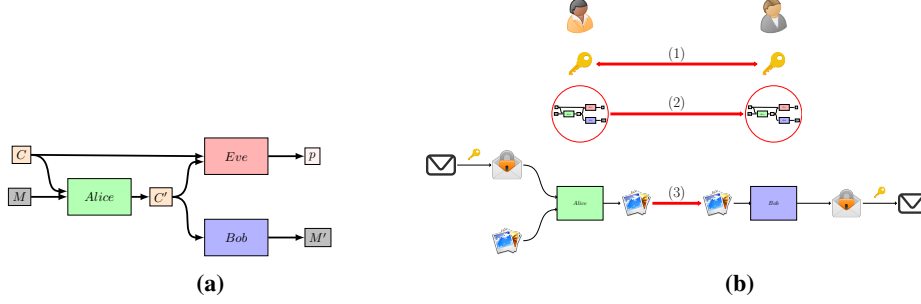 (1)
(2)
C
Eve
p
M
Alice
C′
Bob
M′
Alice
(3)
Bob
(a)
(b)